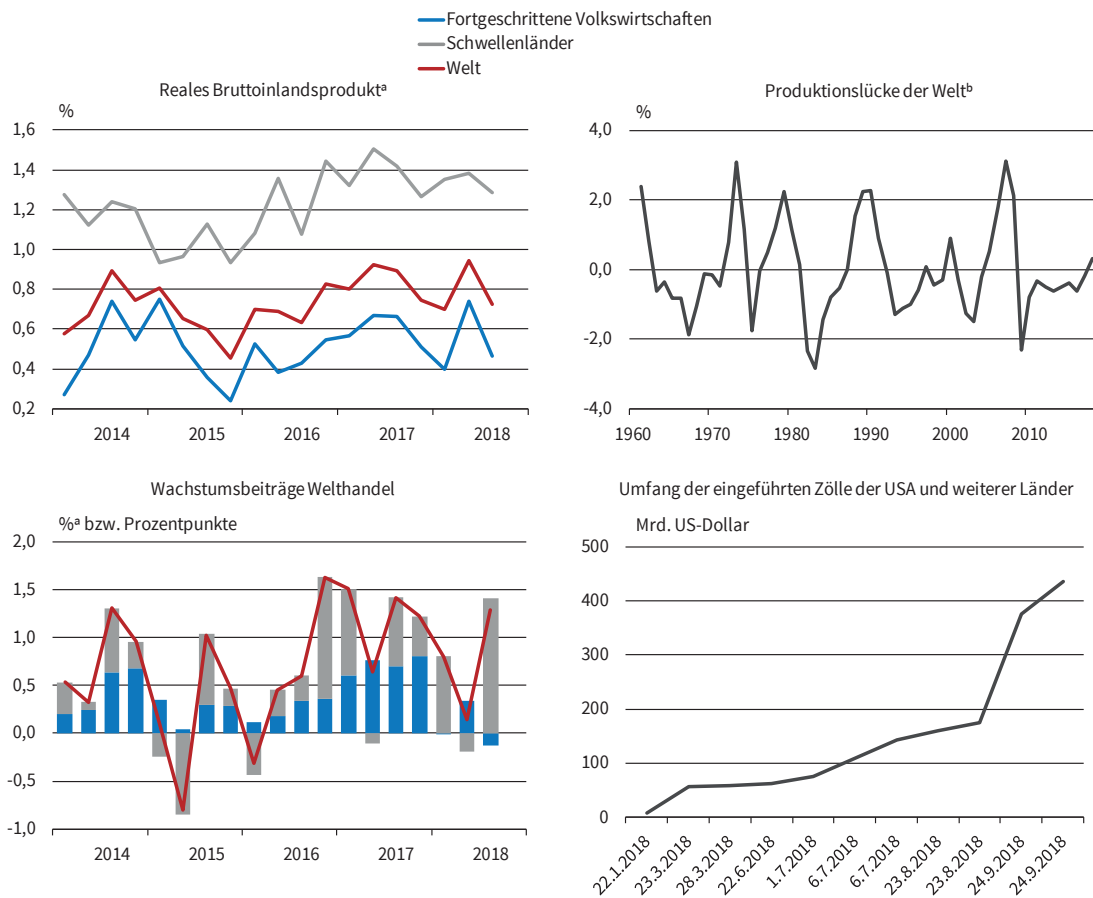 Fortgeschrittene Volkswirtschaften
Schwellenländer
Welt
Reales Bruttoinlandsproduktᵃ
%
1,6
1,4
1,2
1,0
0,8
0,6
0,4
0,2
2014 2015 2016 2017 2018
Produktionslücke der Weltᵇ
%
4,0
2,0
0,0
-2,0
-4,0
1960 1970 1980 1990 2000 2010
Wachstumsbeiträge Welthandel
%ᵃ bzw. Prozentpunkte
2,0
1,5
1,0
0,5
0,0
-0,5
-1,0
2014 2015 2016 2017 2018
Umfang der eingeführten Zölle der USA und weiterer Länder
Mrd. US-Dollar
500
400
300
200
100
0
22.1.2018 23.3.2018 28.3.2018 22.6.2018 1.7.2018 6.7.2018 6.7.2018 23.8.2018 23.8.2018 24.9.2018 24.9.2018